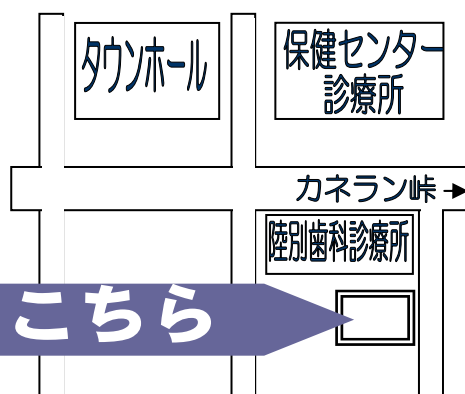 タウンホール
保健センター
診療所
カネラン峠
陸別歯科診療所
こちら